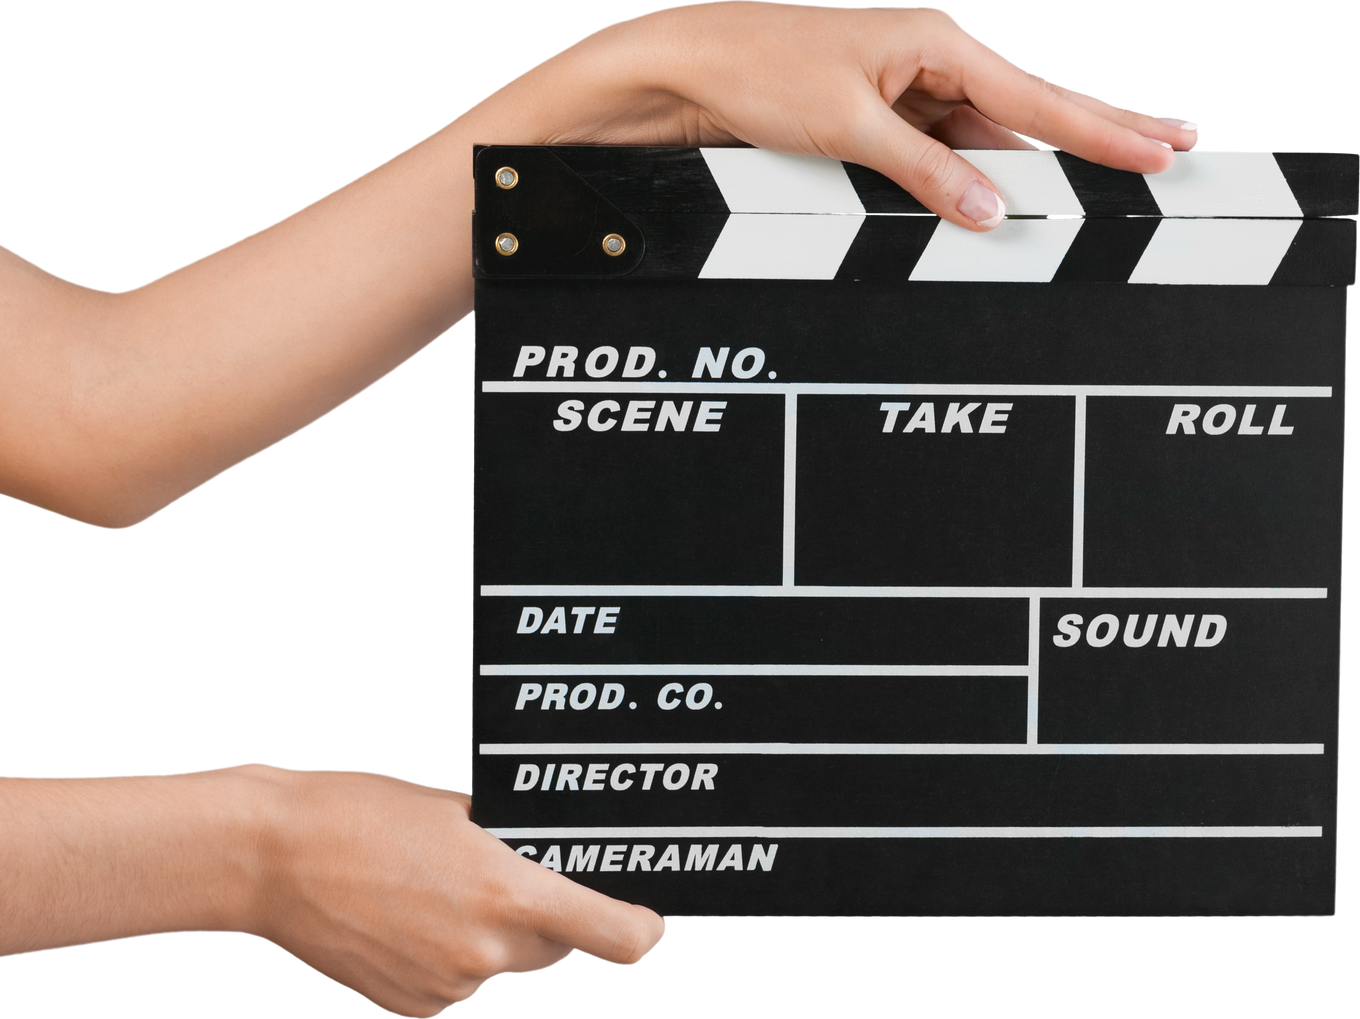 PROD. NO.
SCENE TAKE ROLL
DATE
SOUND
PROD. CO.
DIRECTOR
CAMERAMAN